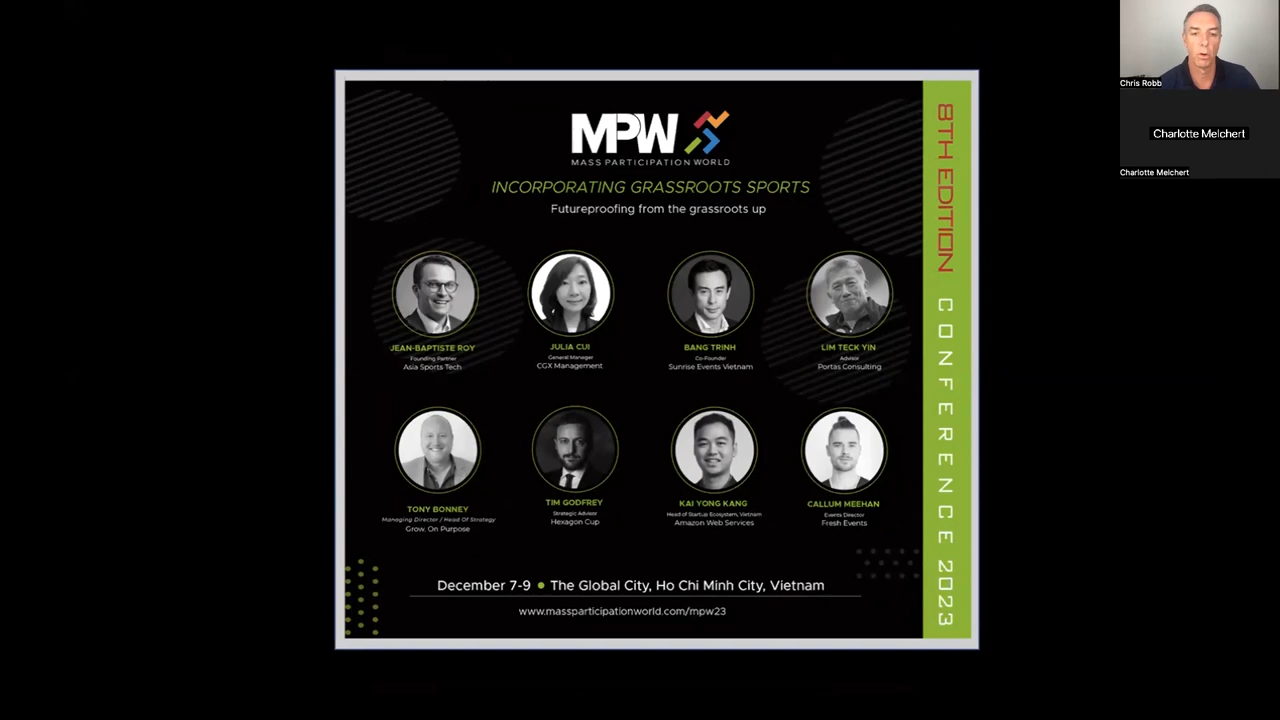 MPW
MASS PARTICIPATION WORLD
INCORPORATING GRASSROOTS SPORTS
Futureproofing from the grassroots up
JEAN-BAPTISTE ROY
Founding Partner
Asia Sports Tech
JULIA CUI
General Manager
CGX Management
BANG TRINH
Co-Founder
Sunrise Events Vietnam
LIM TECK YIN
Advisor
Portas Consulting
TONY BONNEY
Managing Director / Head Of Strategy
Grow, On Purpose
TIM GODFREY
Strategic Advisor
Hexagon Cup
KAI YONG KANG
Head of Startup Ecosystem, Vietnam
Amazon Web Services
CALLUM MEEHAN
Events Director
Fresh Events
December 7-9 • The Global City, Ho Chi Minh City, Vietnam
www.massparticipationworld.com/mpw23
8TH EDITION CONFERENCE 2023
Chris Robb
Charlotte Melchert
Charlotte Melchert